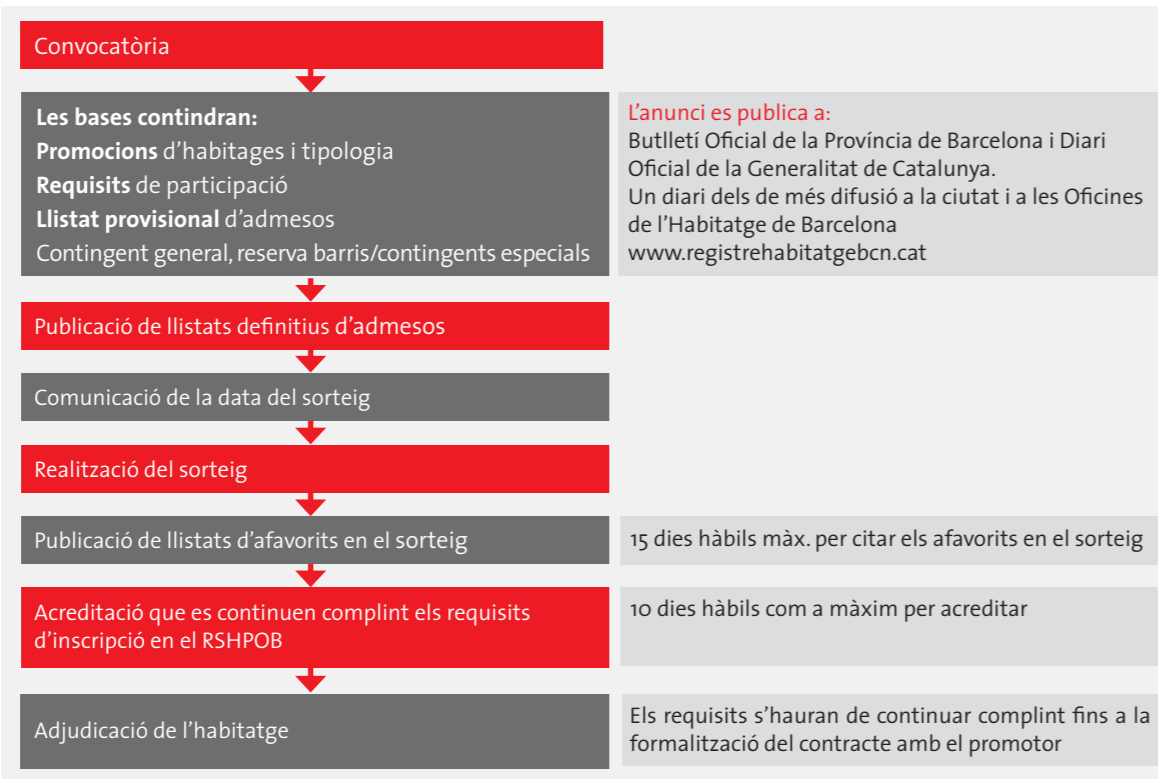 Convocatòria
Les bases contindran:
Promocions d'habitages i tipologia
Requisits de participació
Llistat provisional d'admesos
Contingent general, reserva barris/contingents especials
L'anunci es publica a:
Butlletí Oficial de la Província de Barcelona i Diari
Oficial de la Generalitat de Catalunya.
Un diari dels de més difusió a la ciutat i a les Oficines
de l'Habitatge de Barcelona
www.registrehabitatgebcn.cat
Publicació de llistats definitius d'admesos
Comunicació de la data del sorteig
Realització del sorteig
Publicació de llistats d'afavorits en el sorteig
15 dies hàbils màx. per citar els afavorits en el sorteig
Acreditació que es continuen complint els requisits
d'inscripció en el RSHPOB
10 dies hàbils com a màxim per acreditar
Adjudicació de l'habitatge
Els requisits s'hauran de continuar complint fins a la
formalització del contracte amb el promotor